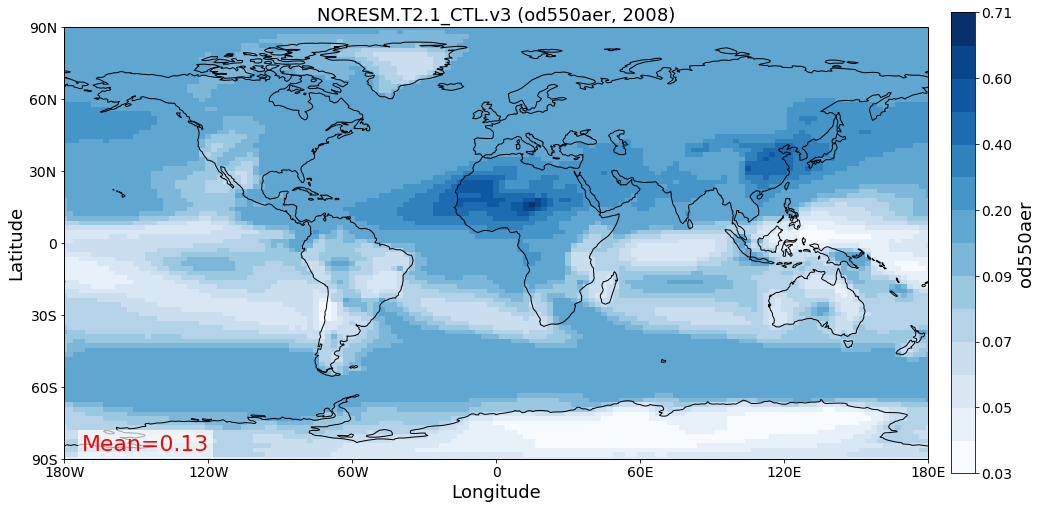 NORESM.T2.1_CTL.v3 (od550aer, 2008)
90N
60N
30N
0
30S
60S
90S
Latitude
Mean=0.13
180W
120W
60W
0
60E
120E
180E
Longitude
0.71
0.60
0.40
0.20
0.09
0.07
0.05
0.03
od550aer